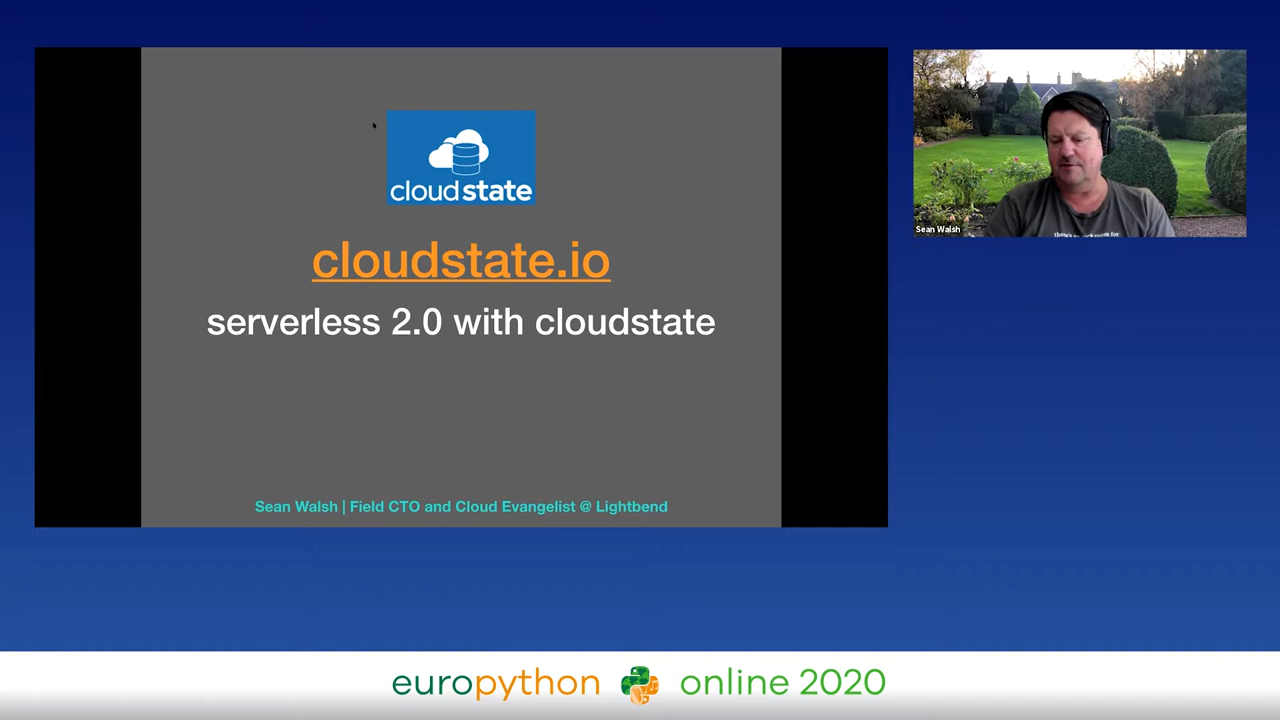 cloudstate
cloudstate.io
serverless 2.0 with cloudstate
Sean Walsh | Field CTO and Cloud Evangelist @ Lightbend
Sean Walsh
europython online 2020